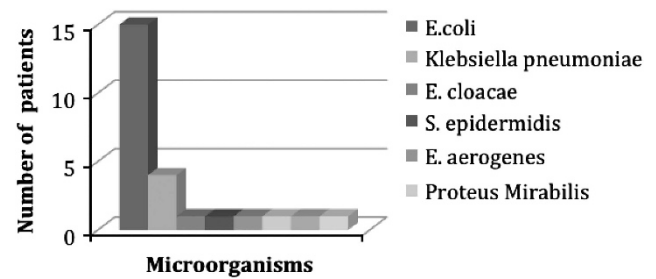 Number of patients
15
10
5
0
Microorganisms
E.coli
Klebsiella pneumoniae
E. cloacae
S. epidermidis
E. aerogenes
Proteus Mirabilis